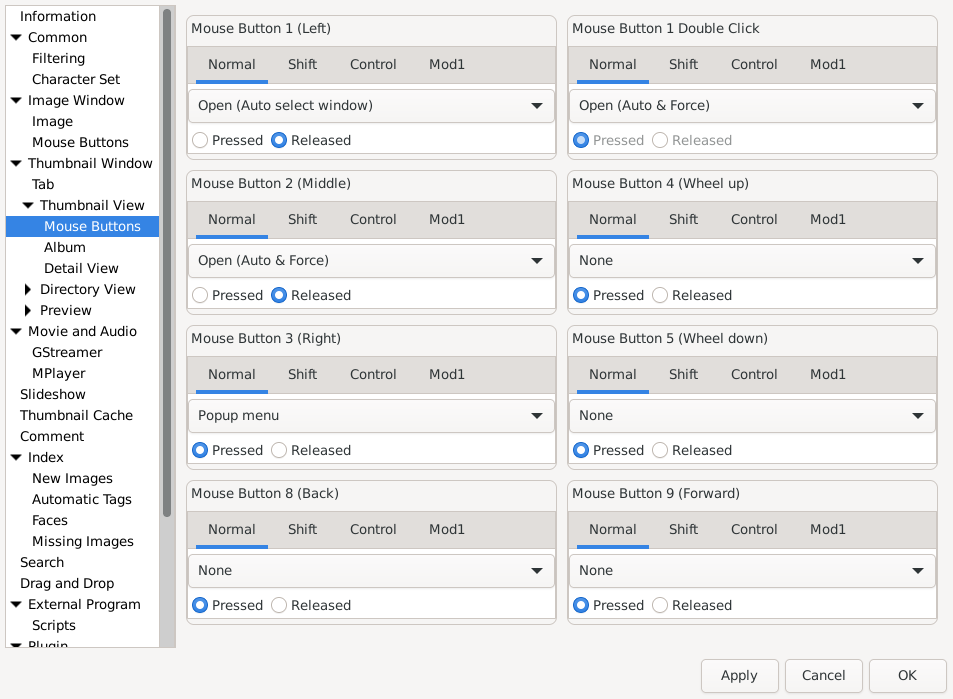 Information
Common
Filtering
Character Set
Image Window
Image
Mouse Buttons
Thumbnail Window
Tab
Thumbnail View
Mouse Buttons
Album
Detail View
Directory View
Preview
Movie and Audio
GStreamer
MPlayer
Slideshow
Thumbnail Cache
Comment
Index
New Images
Automatic Tags
Faces
Missing Images
Search
Drag and Drop
External Program
Scripts
Plugin
Mouse Button 1 (Left)
Normal Shift Control Mod1
Open (Auto select window)
Pressed Released
Mouse Button 1 Double Click
Normal Shift Control Mod1
Open (Auto & Force)
Pressed Released
Mouse Button 2 (Middle)
Normal Shift Control Mod1
Open (Auto & Force)
Pressed Released
Mouse Button 4 (Wheel up)
Normal Shift Control Mod1
None
Pressed Released
Mouse Button 3 (Right)
Normal Shift Control Mod1
Popup menu
Pressed Released
Mouse Button 5 (Wheel down)
Normal Shift Control Mod1
None
Pressed Released
Mouse Button 8 (Back)
Normal Shift Control Mod1
None
Pressed Released
Mouse Button 9 (Forward)
Normal Shift Control Mod1
None
Pressed Released
Apply Cancel OK